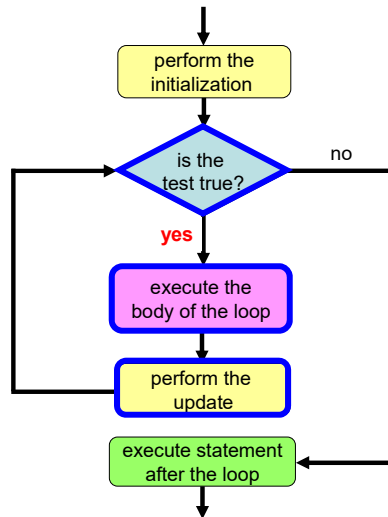 perform the
initialization
is the
test true?
no
yes
execute the
body of the loop
perform the
update
execute statement
after the loop